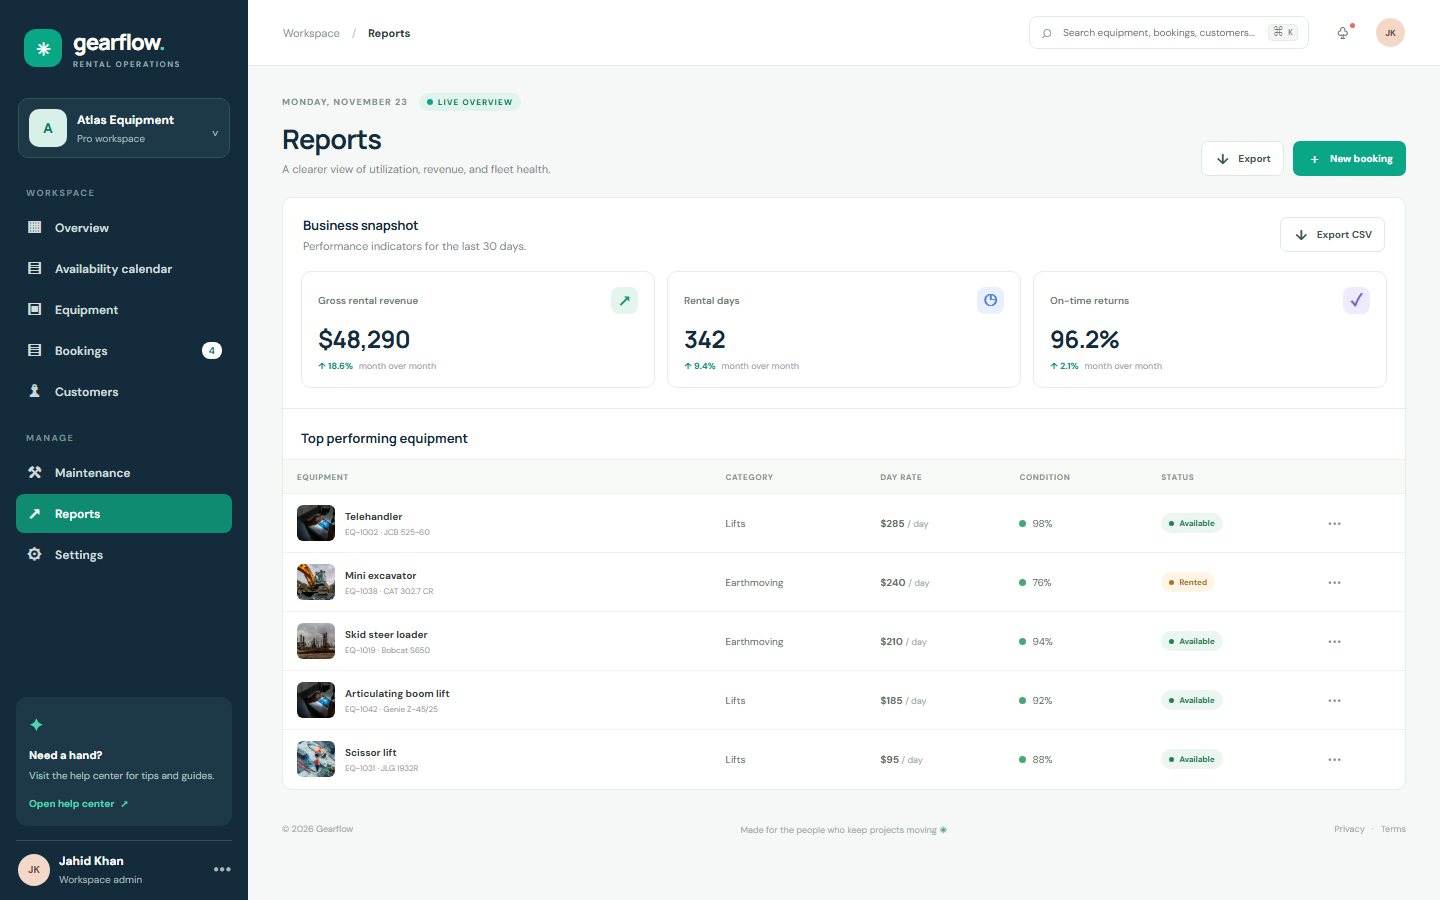 gearflow.
RENTAL OPERATIONS
A
Atlas Equipment
Pro workspace
v
WORKSPACE
Overview
Availability calendar
Equipment
Bookings 4
Customers
MANAGE
Maintenance
Reports
Settings
Need a hand?
Visit the help center for tips and guides.
Open help center ↗
JK
Jahid Khan
Workspace admin
•••
Workspace / Reports
Search equipment, bookings, customers... ⌘ K
JK
MONDAY, NOVEMBER 23 LIVE OVERVIEW
Reports
A clearer view of utilization, revenue, and fleet health.
↓ Export
+ New booking
Business snapshot
Performance indicators for the last 30 days.
↓ Export CSV
Gross rental revenue
$48,290
↑ 18.6% month over month
Rental days
342
↑ 9.4% month over month
On-time returns
96.2%
↑ 2.1% month over month
Top performing equipment
EQUIPMENT CATEGORY DAY RATE CONDITION STATUS
Telehandler
EQ-1002 · JCB 525-60
Lifts $285 / day 98% Available •••
Mini excavator
EQ-1038 · CAT 302.7 CR
Earthmoving $240 / day 76% Rented •••
Skid steer loader
EQ-1019 · Bobcat S650
Earthmoving $210 / day 94% Available •••
Articulating boom lift
EQ-1042 · Genie Z-45/25
Lifts $185 / day 92% Available •••
Scissor lift
EQ-1031 · JLG 1932R
Lifts $95 / day 88% Available •••
© 2026 Gearflow
Made for the people who keep projects moving ✳
Privacy · Terms